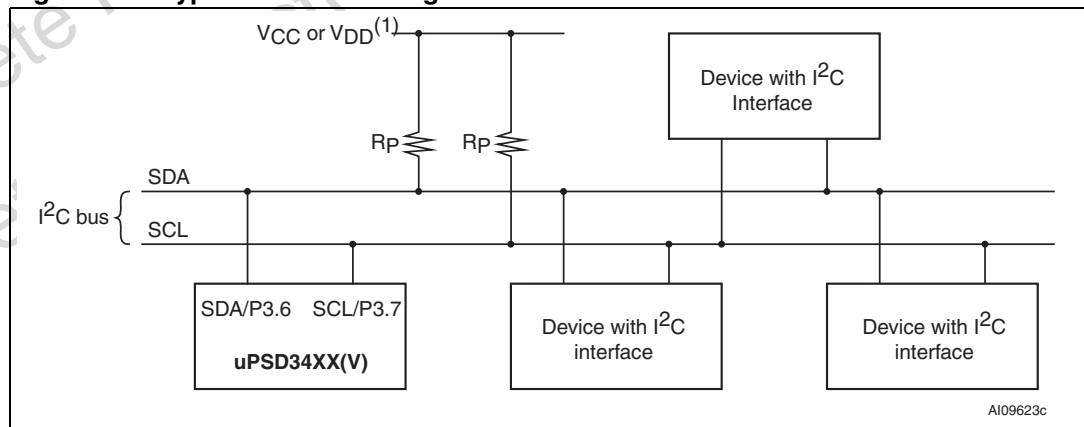 VCC or VDD(1)
Device with I2C
Interface
RP
RP
SDA
I2C bus
SCL
SDA/P3.6 SCL/P3.7
uPSD34XX(V)
Device with I2C
interface
Device with I2C
interface
AI09623c